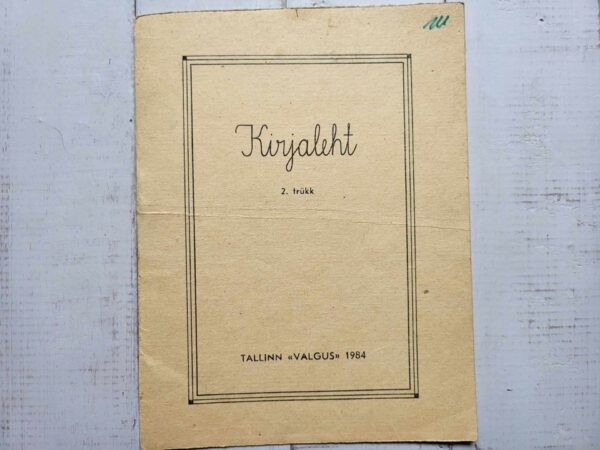 Kirjaleht
2. trükk
TALLINN «VALGUS» 1984